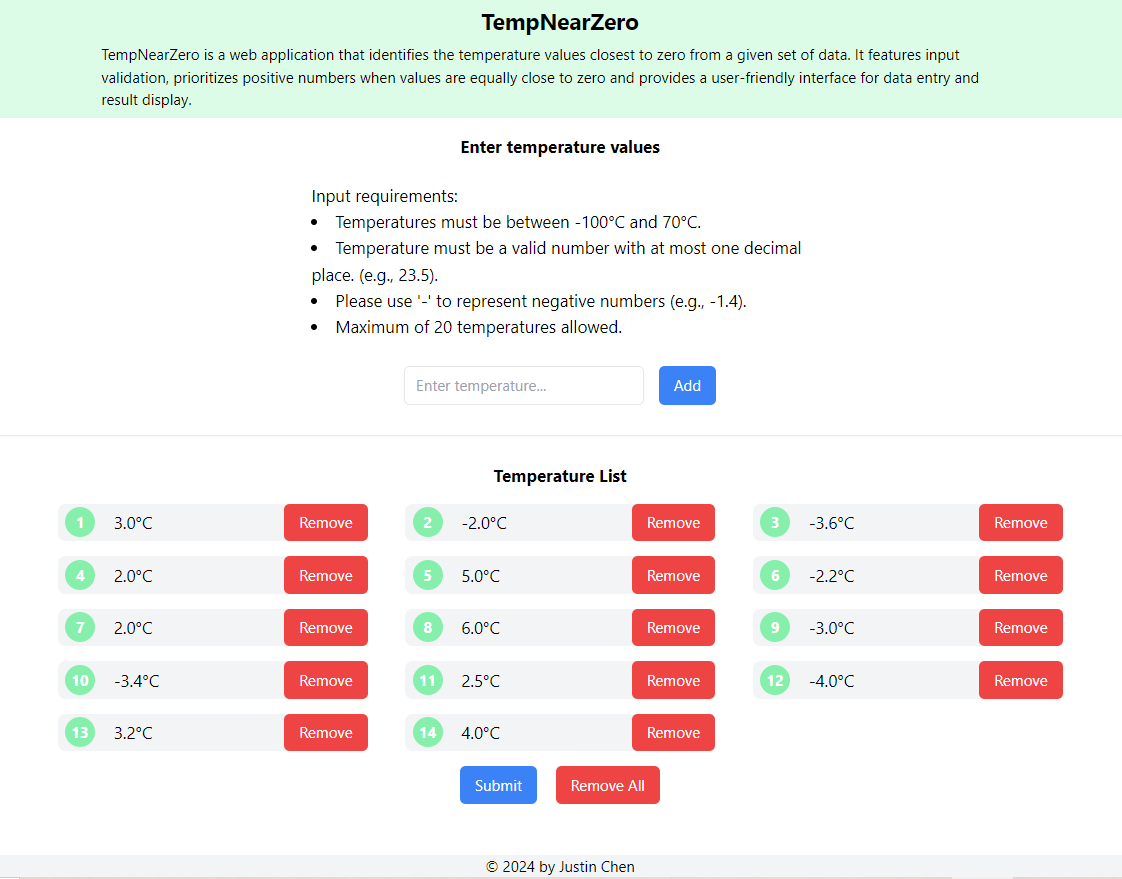 TempNearZero
TempNearZero is a web application that identifies the temperature values closest to zero from a given set of data. It features input
validation, prioritizes positive numbers when values are equally close to zero and provides a user-friendly interface for data entry and
result display.
Enter temperature values
Input requirements:
• Temperatures must be between -100°C and 70°C.
• Temperature must be a valid number with at most one decimal
place. (e.g., 23.5).
• Please use '-' to represent negative numbers (e.g., -1.4).
• Maximum of 20 temperatures allowed.
Enter temperature... Add
Temperature List
1 3.0°C Remove 2 -2.0°C Remove 3 -3.6°C Remove
4 2.0°C Remove 5 5.0°C Remove 6 -2.2°C Remove
7 2.0°C Remove 8 6.0°C Remove 9 -3.0°C Remove
10 -3.4°C Remove 11 2.5°C Remove 12 -4.0°C Remove
13 3.2°C Remove 14 4.0°C Remove
Submit Remove All
© 2024 by Justin Chen